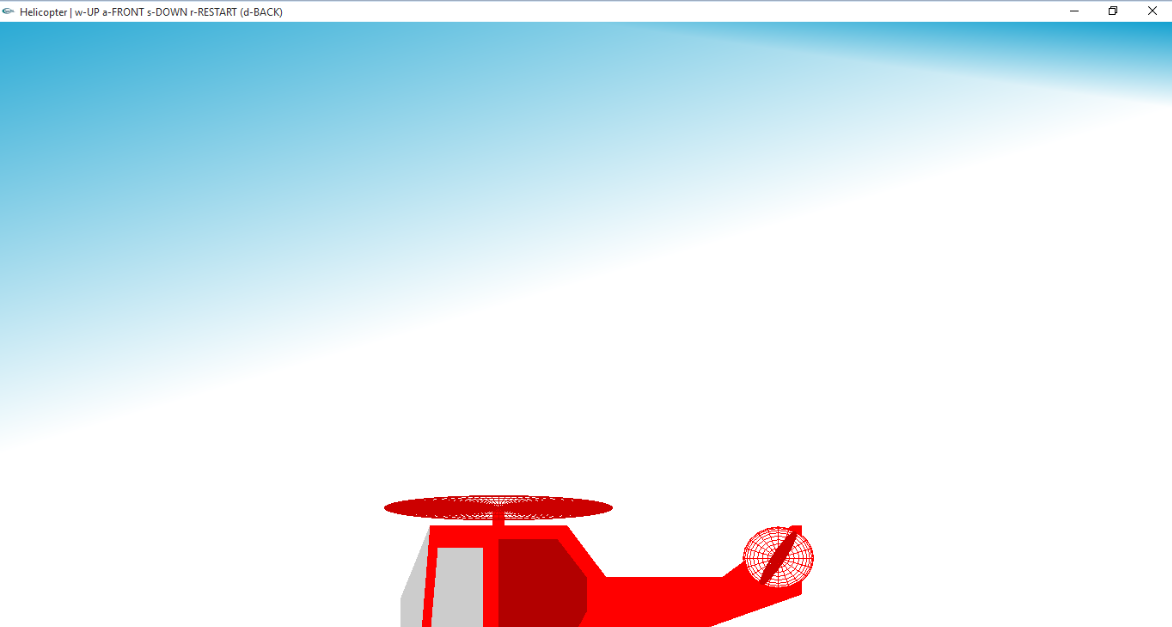 Helicopter | w-UP a-FRONT s-DOWN r-RESTART (d-BACK)